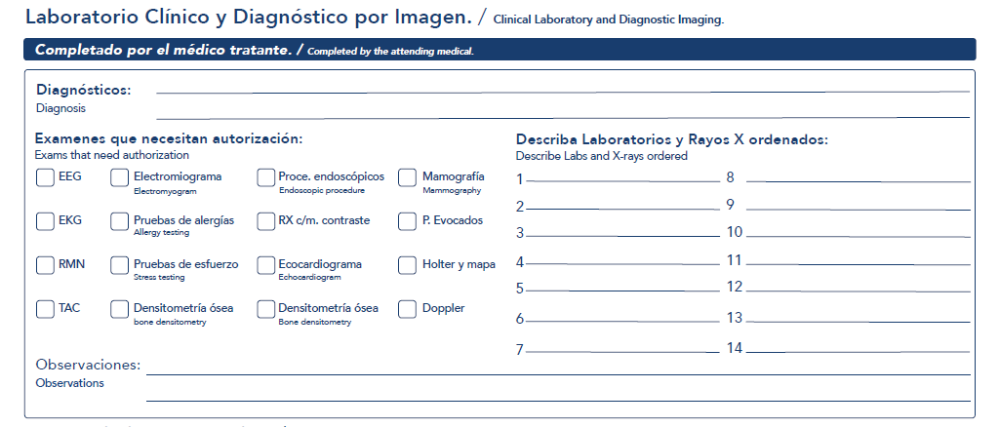 Laboratorio Clínico y Diagnóstico por Imagen. / Clinical Laboratory and Diagnostic Imaging.
Completado por el médico tratante. / Completed by the attending medical.
Diagnósticos:
Diagnosis
Examenes que necesitan autorización:
Exams that need authorization
EEG Electromiograma Proce. endoscópicos Mamografía
Electromyogram Endoscopic procedure Mammography
EKG Pruebas de alergías RX c/m. contraste P. Evocados
Allergy testing
RMN Pruebas de esfuerzo Ecocardiograma Holter y mapa
Stress testing Echocardiogram
TAC Densitometría ósea Densitometría ósea Doppler
bone densitometry Bone densitometry
Describa Laboratorios y Rayos X ordenados:
Describe Labs and X-rays ordered
1 8
2 9
3 10
4 11
5 12
6 13
7 14
Observaciones:
Observations